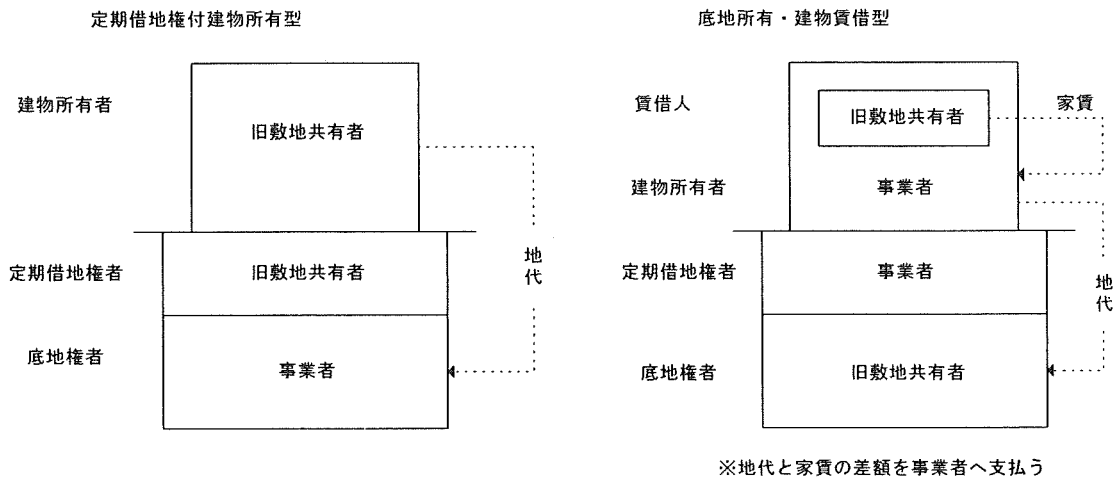 定期借地権付建物所有型
建物所有者
旧敷地共有者
地代
定期借地権者
旧敷地共有者
底地権者
事業者
底地所有・建物賃借型
賃借人
旧敷地共有者
家賃
建物所有者
事業者
定期借地権者
事業者
地代
底地権者
旧敷地共有者
※地代と家賃の差額を事業者へ支払う